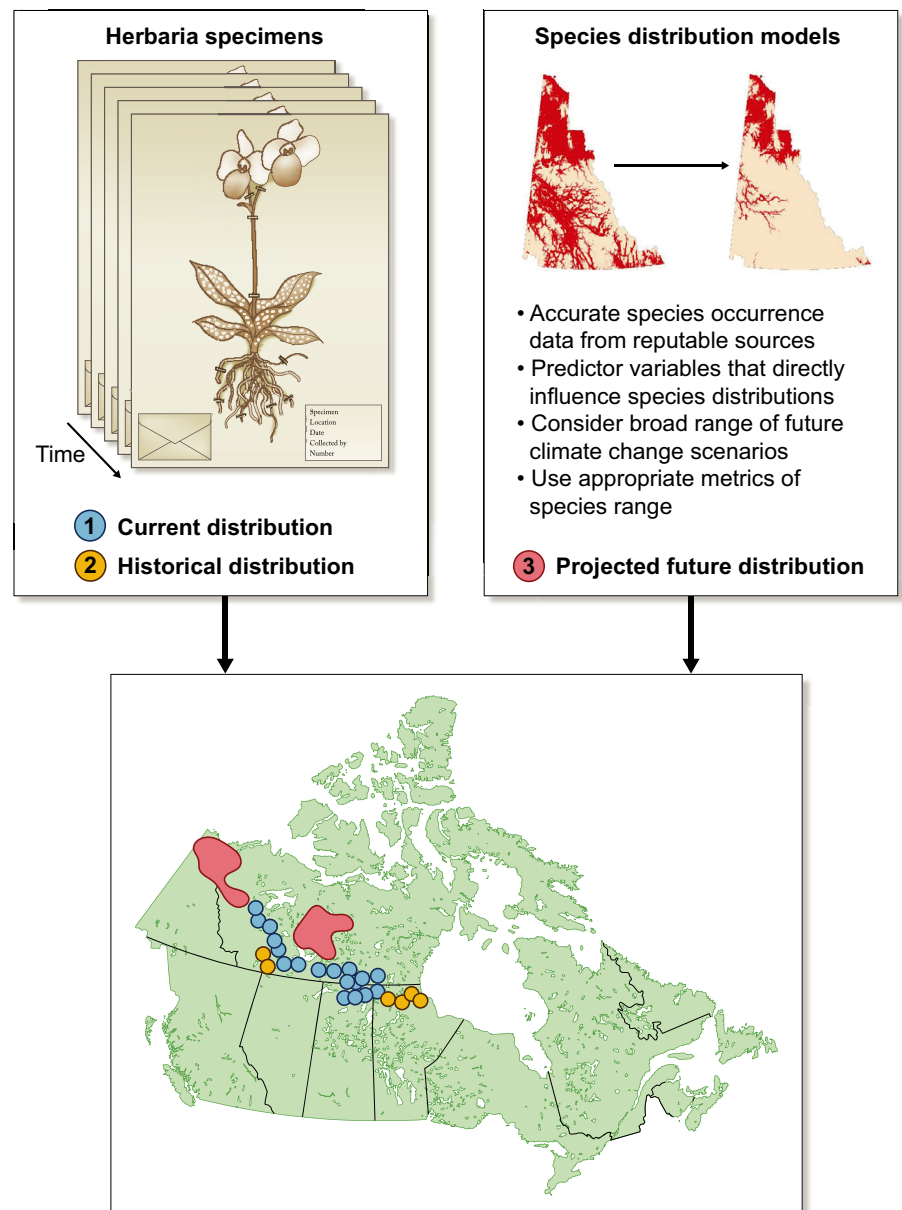 Herbaria specimens
Specimen
Location
Date
Collected by
Number
Time
1 Current distribution
2 Historical distribution
Species distribution models
• Accurate species occurrence
data from reputable sources
• Predictor variables that directly
influence species distributions
• Consider broad range of future
climate change scenarios
• Use appropriate metrics of
species range
3 Projected future distribution